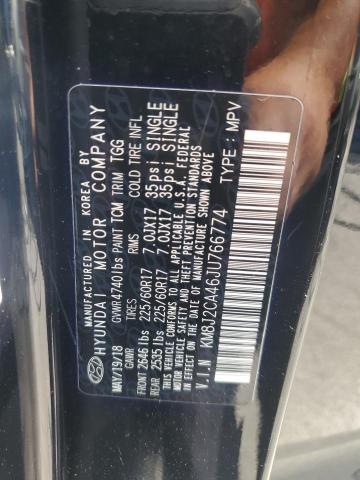 MANUFACTURED IN KOREA BY
HYUNDAI MOTOR COMPANY
MAY/19/18 GVWR 4740 lbs PAINT TCM TRIM TGG
GAWR TIRES RIMS COLD TIRE INFL
FRONT 2646 lbs 225/60R17 7.0JX17 35psi SINGLE
REAR 2535 lbs 225/60R17 7.0JX17 35psi SINGLE
THIS VEHICLE CONFORMS TO ALL APPLICABLE U.S.A. FEDERAL
MOTOR VEHICLE SAFETY, BUMPER, AND THEFT PREVENTION STANDARDS
IN EFFECT ON THE DATE OF MANUFACTURE SHOWN ABOVE.
V.I.N KM8J2CA46JU766774 TYPE: MPV